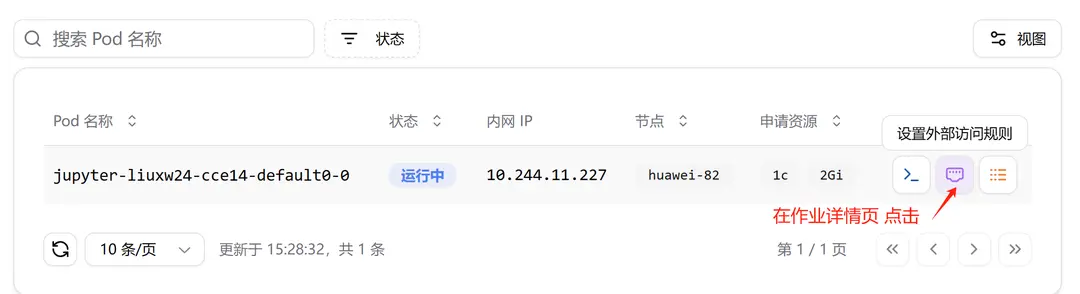 搜索 Pod 名称
状态
视图
Pod 名称 状态 内网 IP 节点 申请资源
设置外部访问规则
jupyter-liuxw24-cce14-default0-0 运行中 10.244.11.227 huawei-82 1c 2Gi
在作业详情页 点击
10 条/页 更新于 15:28:32，共 1 条 第 1 / 1 页